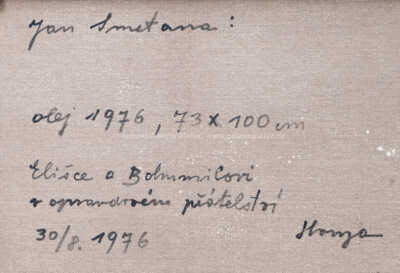 Jan Smetana:
olej 1976, 73 x 100 cm
Elišce a Bohumilovi
v opravdovém přátelství
30/8. 1976
Honza